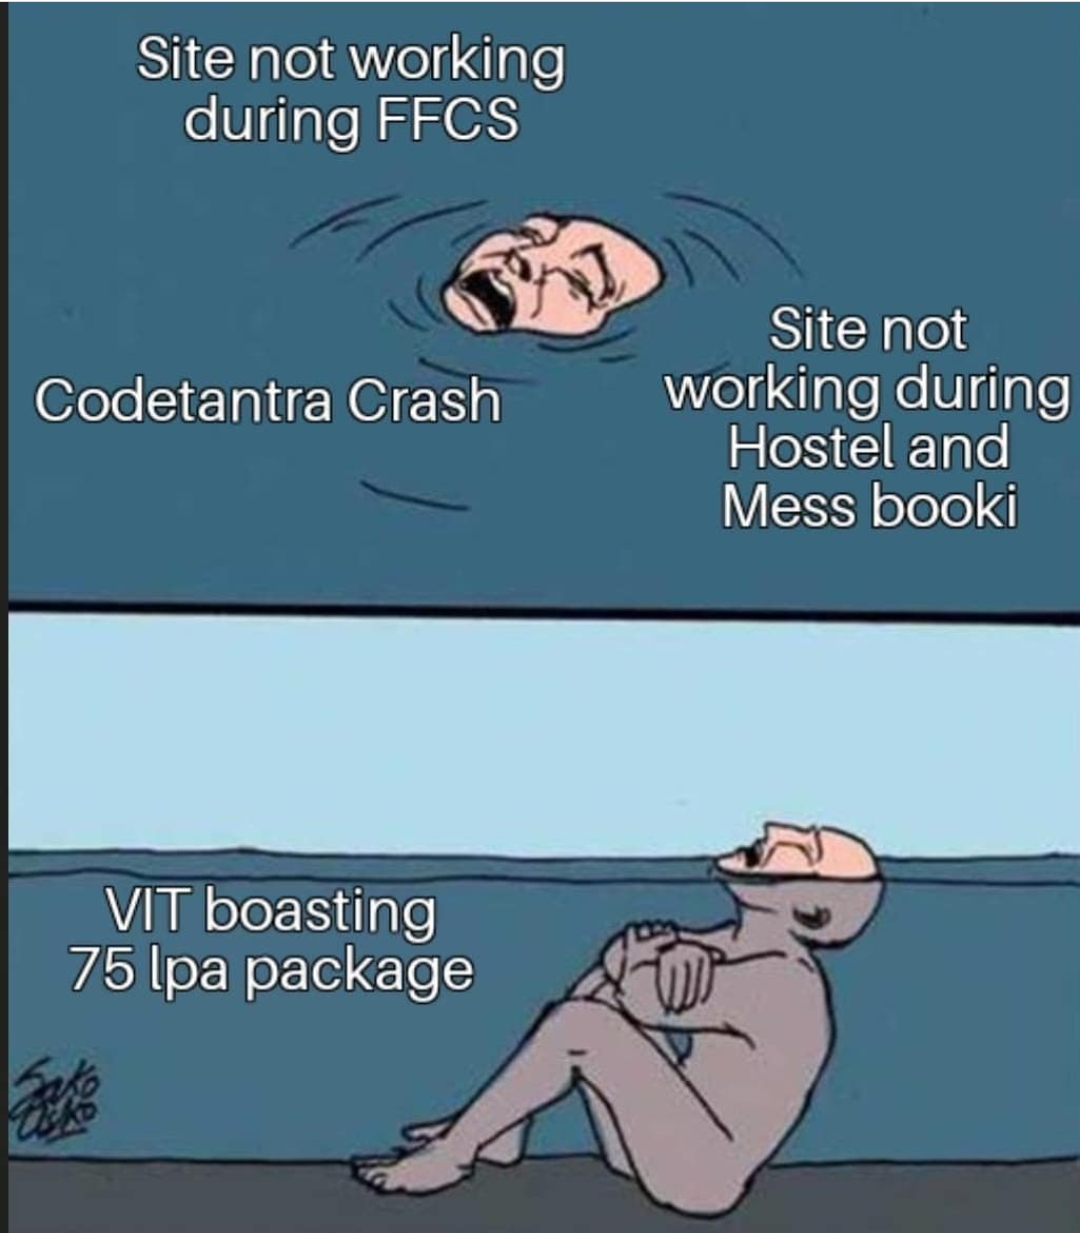 Site not working
during FFCS
Codetantra Crash
Site not
working during
Hostel and
Mess booki
VIT boasting
75 lpa package